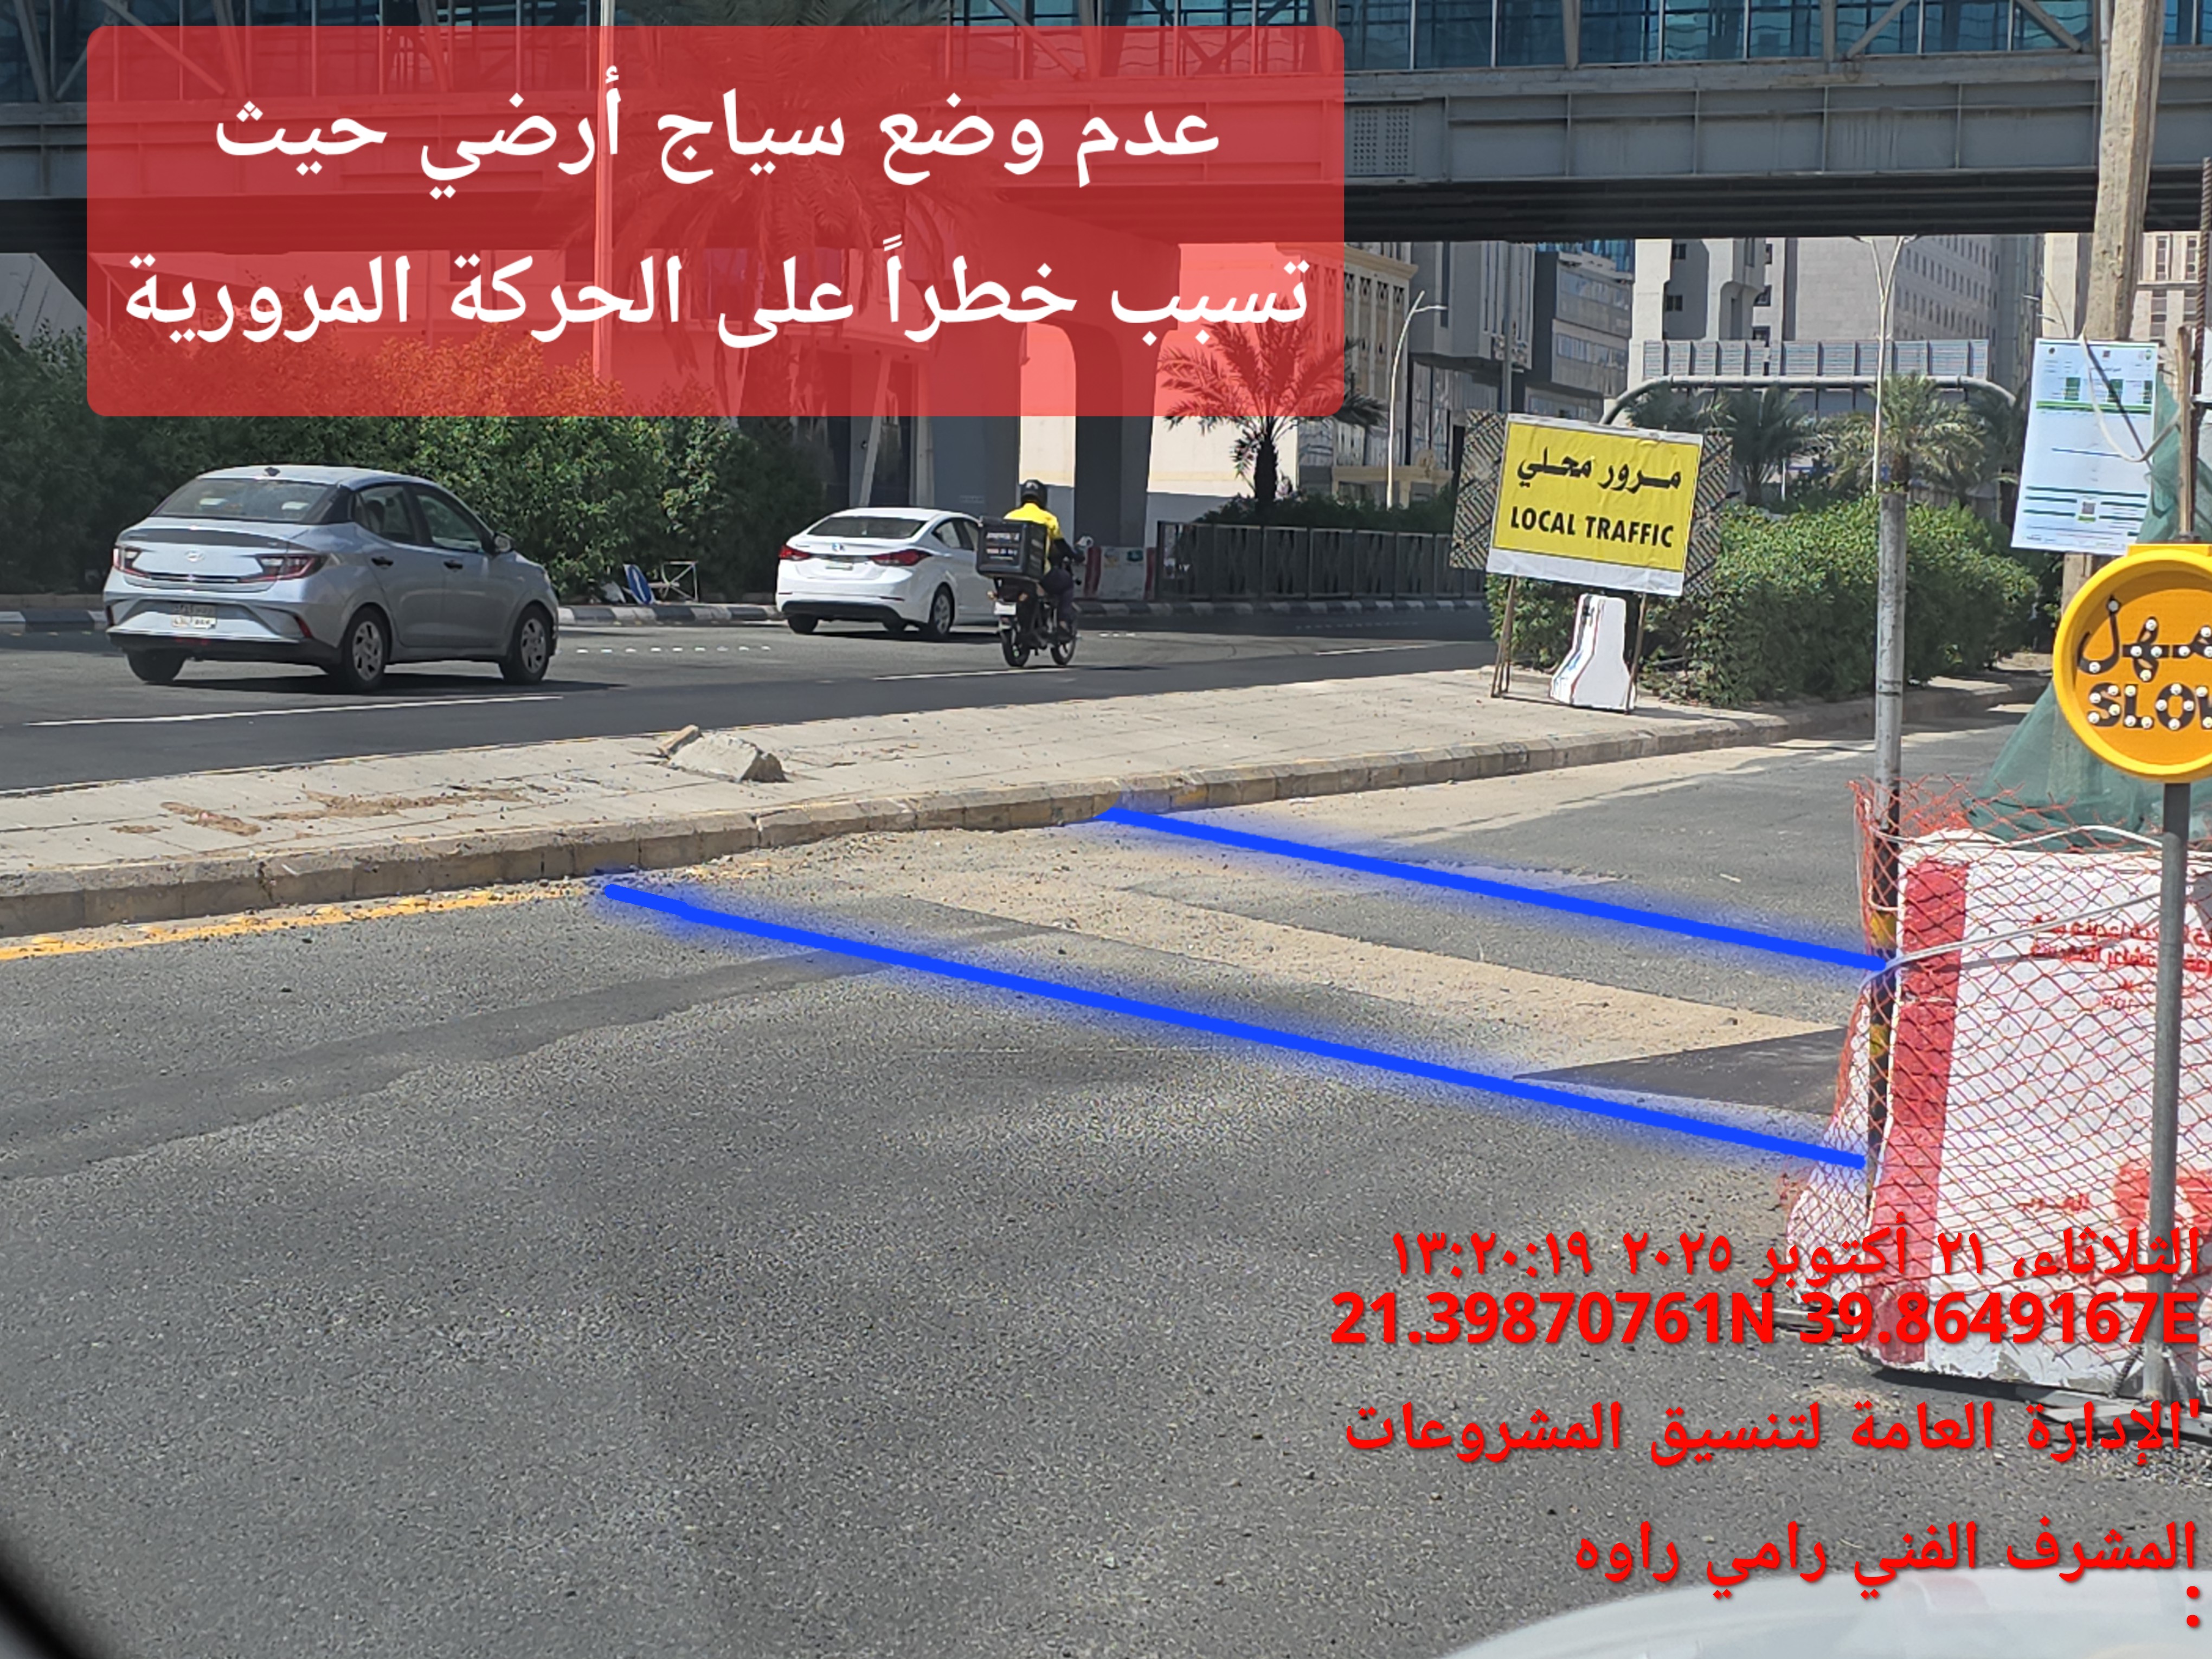 عدم وضع سياج أرضي حيث
تسبب خطراً على الحركة المرورية
مرور محلي
LOCAL TRAFFIC
الثلاثاء، ٢١ أكتوبر ٢٠٢٥ ١٣:٢٠:١٩
21.39870761N 39.8649167E
'الإدارة العامة لتنسيق المشروعات
المشرف الفني رامي راوه
: